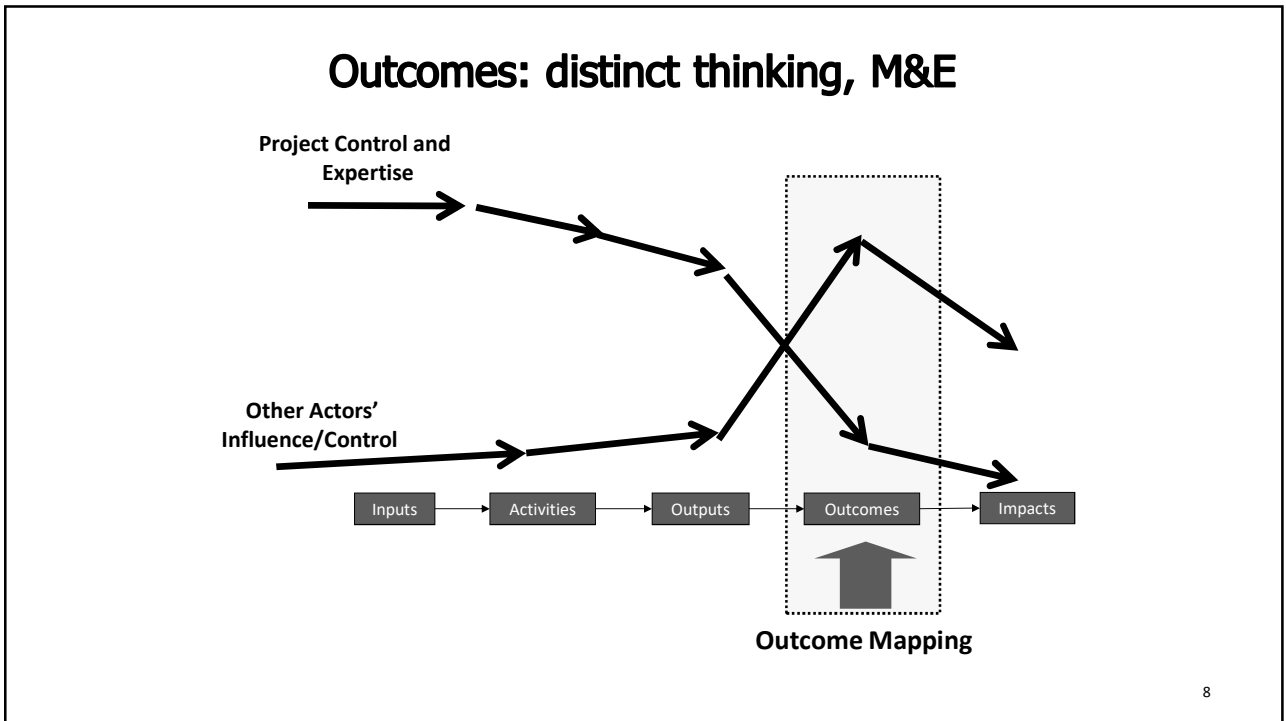 Outcomes: distinct thinking, M&E
Project Control and
Expertise
Other Actors'
Influence/Control
Inputs
Activities
Outputs
Outcomes
Impacts
Outcome Mapping
8